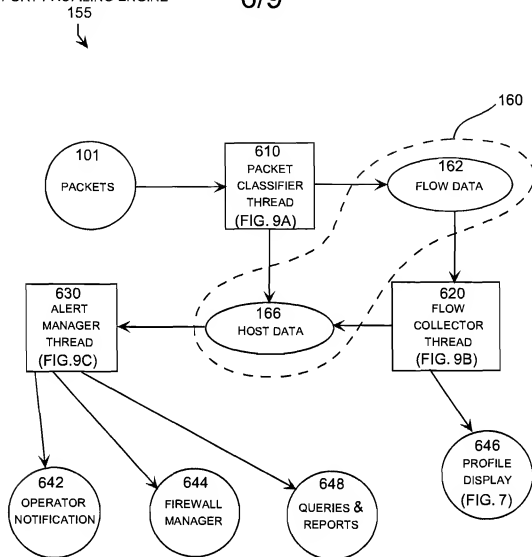 155
6/9
160
101
PACKETS
610
PACKET
CLASSIFIER
THREAD
(FIG. 9A)
162
FLOW DATA
630
ALERT
MANAGER
THREAD
(FIG.9C)
166
HOST DATA
620
FLOW
COLLECTOR
THREAD
(FIG. 9B)
642
OPERATOR
NOTIFICATION
644
FIREWALL
MANAGER
648
QUERIES &
REPORTS
646
PROFILE
DISPLAY
(FIG. 7)